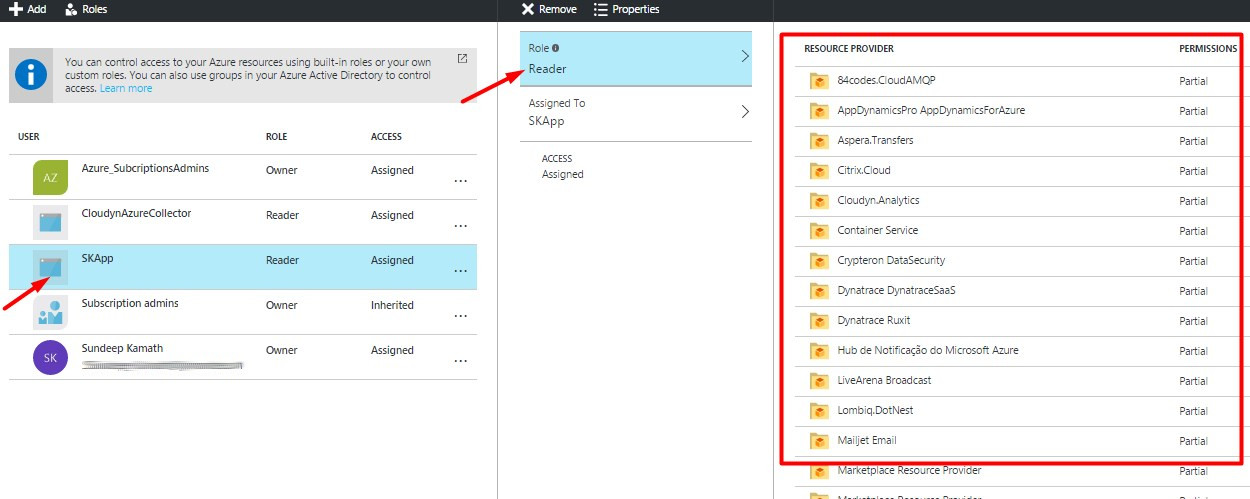 Add Roles
You can control access to your Azure resources using built-in roles or your own
custom roles. You can also use groups in your Azure Active Directory to control
access. Learn more
USER ROLE ACCESS
AZ Azure_SubcriptionsAdmins Owner Assigned ...
CloudynAzureCollector Reader Assigned ...
SKApp Reader Assigned ...
Subscription admins Owner Inherited ...
SK Sundeep Kamath Owner Assigned ...
Remove Properties
Role
Reader
Assigned To
SKApp
ACCESS
Assigned
RESOURCE PROVIDER PERMISSIONS
84codes.CloudAMQP Partial
AppDynamicsPro AppDynamicsForAzure Partial
Aspera.Transfers Partial
Citrix.Cloud Partial
Cloudyn.Analytics Partial
Container Service Partial
Crypteron DataSecurity Partial
Dynatrace DynatraceSaaS Partial
Dynatrace Ruxit Partial
Hub de Notificação do Microsoft Azure Partial
LiveArena Broadcast Partial
Lombiq.DotNest Partial
Mailjet Email Partial
Marketplace Resource Provider Partial